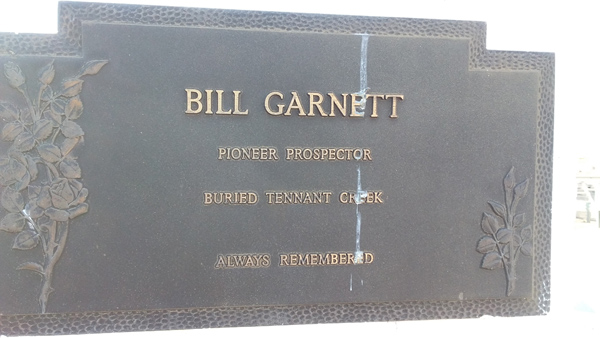 BILL GARNETT
PIONEER PROSPECTOR
BURIED TENNANT CREEK
ALWAYS REMEMBERED